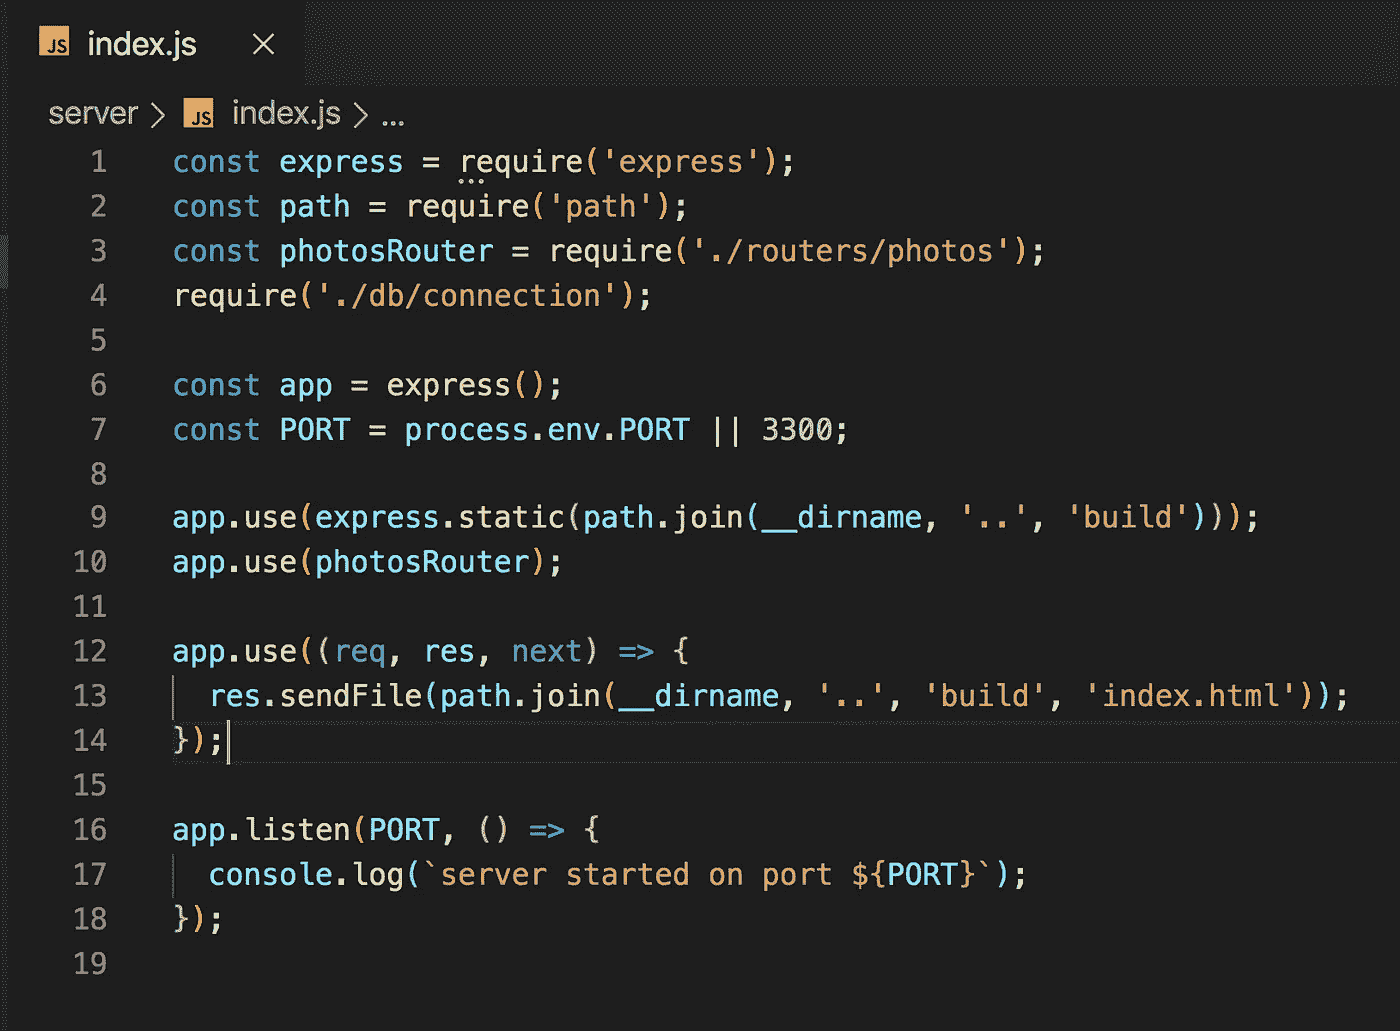 JS index.js ×
server > JS index.js > ...
1 const express = require('express');
2 const path = require('path');
3 const photosRouter = require('./routers/photos');
4 require('./db/connection');
5
6 const app = express();
7 const PORT = process.env.PORT || 3300;
8
9 app.use(express.static(path.join(__dirname, '..', 'build')));
10 app.use(photosRouter);
11
12 app.use((req, res, next) => {
13   res.sendFile(path.join(__dirname, '..', 'build', 'index.html'));
14 });
15
16 app.listen(PORT, () => {
17   console.log(`server started on port ${PORT}`);
18 });
19